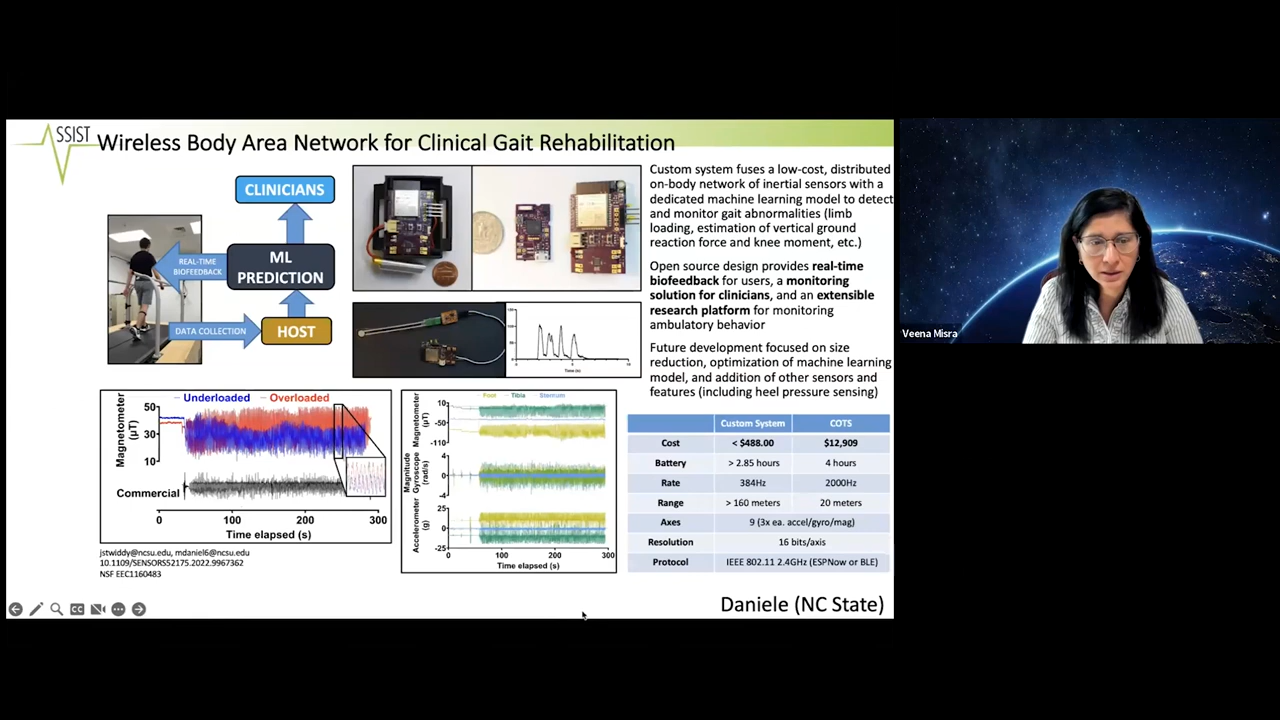 SSIST
Wireless Body Area Network for Clinical Gait Rehabilitation
CLINICIANS
REAL-TIME
BIOFEEDBACK
ML
PREDICTION
DATA COLLECTION
HOST
Time (s)
Custom system fuses a low-cost, distributed
on-body network of inertial sensors with a
dedicated machine learning model to detect
and monitor gait abnormalities (limb
loading, estimation of vertical ground
reaction force and knee moment, etc.)
Open source design provides real-time
biofeedback for users, a monitoring
solution for clinicians, and an extensible
research platform for monitoring
ambulatory behavior
Future development focused on size
reduction, optimization of machine learning
model, and addition of other sensors and
features (including heel pressure sensing)
Veena Misra
Underloaded Overloaded
Magnetometer
(μT)
50
30
10
Commercial
0 100 200 300
Time elapsed (s)
Foot Tibia Sternum
Magnetometer
(μT)
10
-50
-110
Magnitude
Gyroscope
(rad/s)
4
-4
Accelerometer
(g)
25
0
-25
0 100 200 300
Time elapsed (s)
Custom System COTS
Cost < $488.00 $12,909
Battery > 2.85 hours 4 hours
Rate 384Hz 2000Hz
Range > 160 meters 20 meters
Axes 9 (3x ea. accel/gyro/mag)
Resolution 16 bits/axis
Protocol IEEE 802.11 2.4GHz (ESPNow or BLE)
jstwiddy@ncsu.edu, mdaniel6@ncsu.edu
10.1109/SENSORS52175.2022.9967362
NSF EEC1160483
CC
Daniele (NC State)